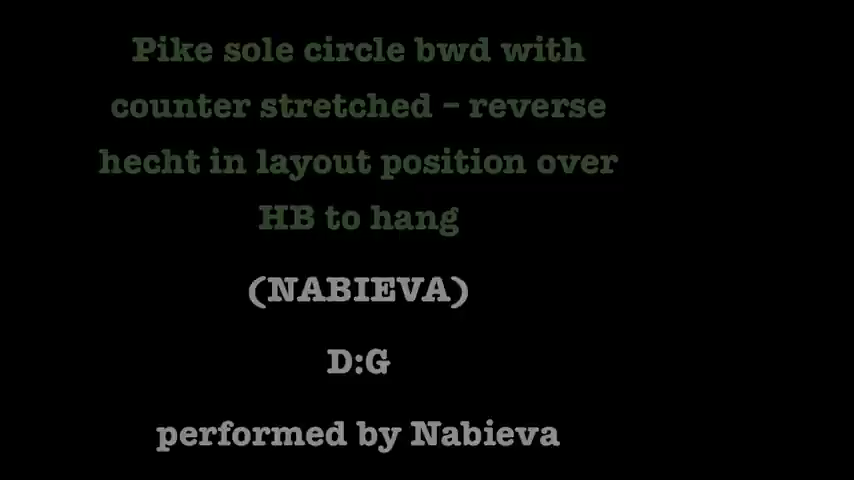 Pike sole circle bwd with
counter stretched – reverse
hecht in layout position over
HB to hang
(NABIEVA)
D:G
performed by Nabieva